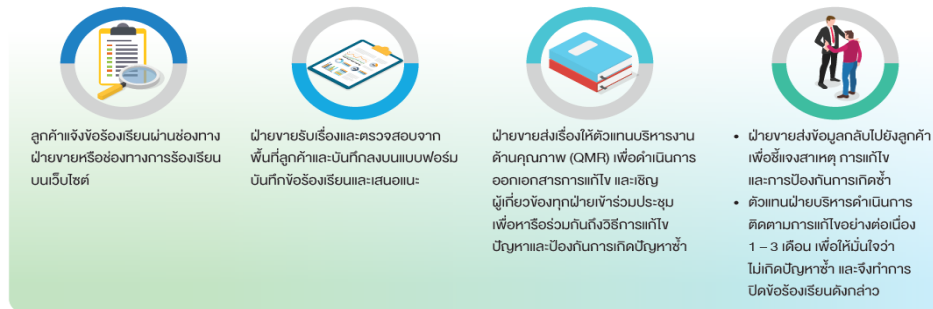 ลูกค้าแจ้งข้อร้องเรียนผ่านช่องทาง
ฝ่ายขายหรือช่องทางการร้องเรียน
บนเว็บไซต์
ฝ่ายขายรับเรื่องและตรวจสอบจาก
พื้นที่ลูกค้าและบันทึกลงบนแบบฟอร์ม
บันทึกข้อร้องเรียนและเสนอแนะ
ฝ่ายขายส่งเรื่องให้ตัวแทนบริหารงาน
ด้านคุณภาพ (QMR) เพื่อดำเนินการ
ออกเอกสารการแก้ไข และเชิญ
ผู้เกี่ยวข้องทุกฝ่ายเข้าร่วมประชุม
เพื่อหารือร่วมกันถึงวิธีการแก้ไข
ปัญหาและป้องกันการเกิดปัญหาซ้ำ
• ฝ่ายขายส่งข้อมูลกลับไปยังลูกค้า
เพื่อชี้แจงสาเหตุ การแก้ไข
และการป้องกันการเกิดซ้ำ
• ตัวแทนฝ่ายบริหารดำเนินการ
ติดตามการแก้ไขอย่างต่อเนื่อง
1 – 3 เดือน เพื่อให้มั่นใจว่า
ไม่เกิดปัญหาซ้ำ และจึงทำการ
ปิดข้อร้องเรียนดังกล่าว